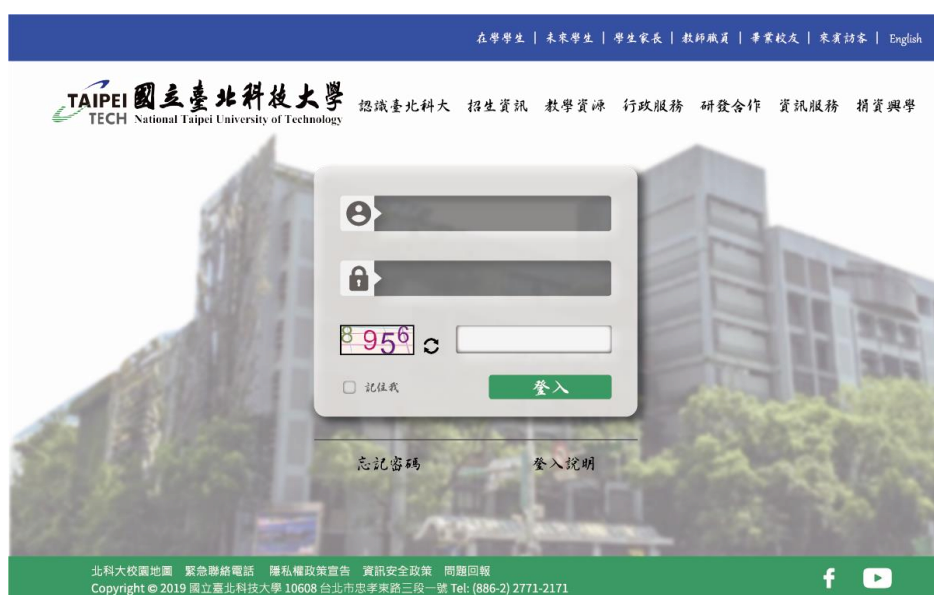 在學學生 | 未來學生 | 學生家長 | 教師職員 | 畢業校友 | 來賓訪客 | English
TAIPEI TECH 國立臺北科技大學
National Taipei University of Technology
認識臺北科大 招生資訊 教學資源 行政服務 研發合作 資訊服務 捐資興學
8956
記住我 登入
忘記密碼 登入說明
北科大校園地圖 緊急聯絡電話 隱私權政策宣告 資訊安全政策 問題回報
Copyright © 2019 國立臺北科技大學 10608 台北市忠孝東路三段一號 Tel: (886-2) 2771-2171